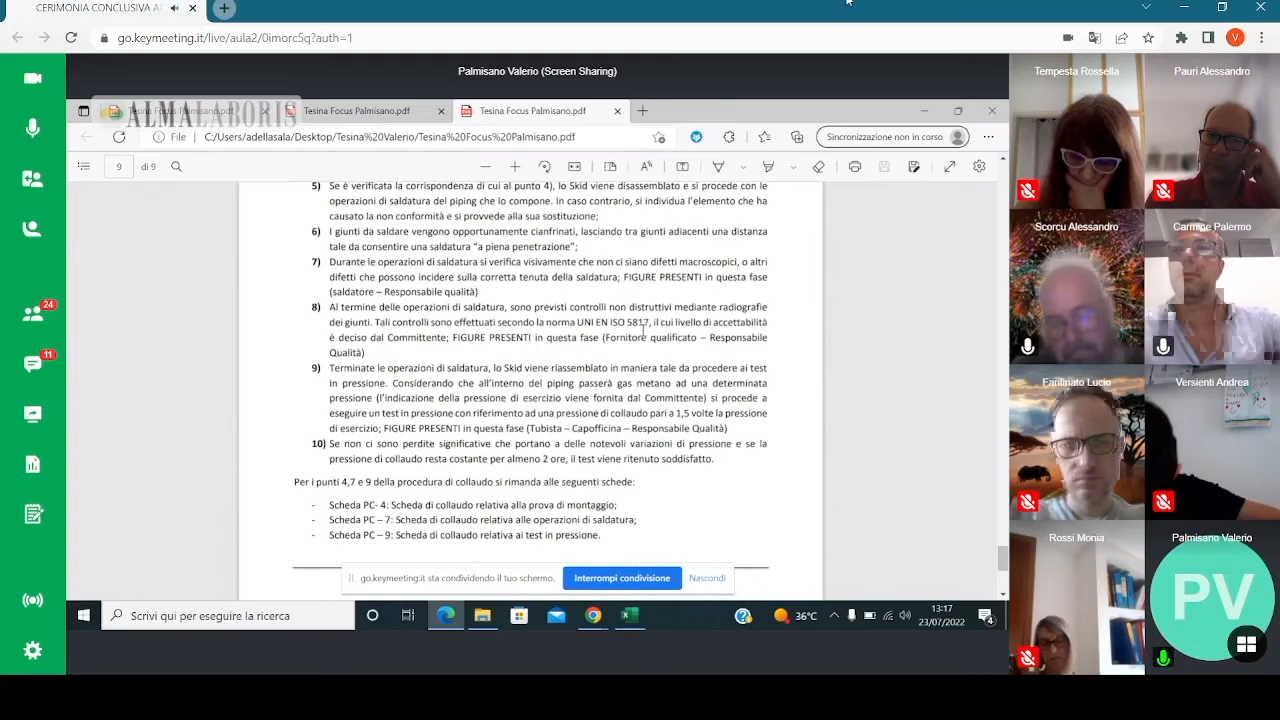 CERIMONIA CONCLUSIVA A
go.keymeeting.it/live/aula2/0imorc5q?auth=1
V
Palmisano Valerio (Screen Sharing)
ALMALABORIS
Tesina Focus Palmisano.pdf
Tesina Focus Palmisano.pdf
Tesina Focus Palmisano.pdf
File
C:/Users/adellasala/Desktop/Tesina%20Valerio/Tesina%20Focus%20Palmisano.pdf
Sincronizzazione non in corso
9 di 9
5) Se è verificata la corrispondenza di cui al punto 4), lo Skid viene disassemblato e si procede con le
operazioni di saldatura del piping che lo compone. In caso contrario, si individua l'elemento che ha
causato la non conformità e si provvede alla sua sostituzione;
6) I giunti da saldare vengono opportunamente cianfrinati, lasciando tra giunti adiacenti una distanza
tale da consentire una saldatura "a piena penetrazione";
7) Durante le operazioni di saldatura si verifica visivamente che non ci siano difetti macroscopici, o altri
difetti che possono incidere sulla corretta tenuta della saldatura; FIGURE PRESENTI in questa fase
(saldatore – Responsabile qualità)
8) Al termine delle operazioni di saldatura, sono previsti controlli non distruttivi mediante radiografie
dei giunti. Tali controlli sono effettuati secondo la norma UNI EN ISO 5817, il cui livello di accettabilità
è deciso dal Committente; FIGURE PRESENTI in questa fase (Fornitore qualificato – Responsabile
Qualità)
9) Terminate le operazioni di saldatura, lo Skid viene riassemblato in maniera tale da procedere ai test
in pressione. Considerando che all'interno del piping passerà gas metano ad una determinata
pressione (l'indicazione della pressione di esercizio viene fornita dal Committente) si procede a
eseguire un test in pressione con riferimento ad una pressione di collaudo pari a 1,5 volte la pressione
di esercizio; FIGURE PRESENTI in questa fase (Tubista – Capofficina – Responsabile Qualità)
10) Se non ci sono perdite significative che portano a delle notevoli variazioni di pressione e se la
pressione di collaudo resta costante per almeno 2 ore, il test viene ritenuto soddisfatto.
Per i punti 4,7 e 9 della procedura di collaudo si rimanda alle seguenti schede:
- Scheda PC- 4: Scheda di collaudo relativa alla prova di montaggio;
- Scheda PC – 7: Scheda di collaudo relativa alle operazioni di saldatura;
- Scheda PC – 9: Scheda di collaudo relativa ai test in pressione.
go.keymeeting.it sta condividendo il tuo schermo.
Interrompi condivisione
Nascondi
Scrivi qui per eseguire la ricerca
36°C
13:17
23/07/2022
4
24
11
Tempesta Rossella
Pauri Alessandro
Scorcu Alessandro
Carmine Palermo
Fantinato Lucio
Versienti Andrea
Rossi Monia
Palmisano Valerio
PV